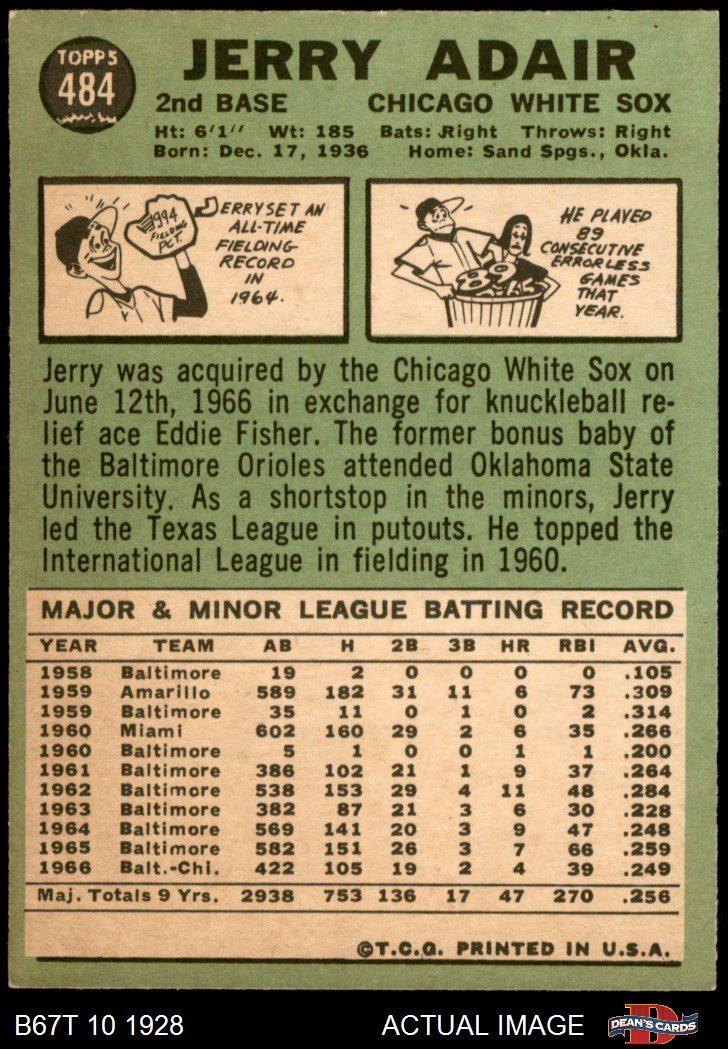 TOPPS
484
JERRY ADAIR
2nd BASE CHICAGO WHITE SOX
Ht: 6'1" Wt: 185 Bats: Right Throws: Right
Born: Dec. 17, 1936 Home: Sand Spgs., Okla.
.994
FIELDING
PCT.
JERRY SET AN
ALL-TIME
FIELDING
RECORD
IN
1964.
HE PLAYED
89
CONSECUTIVE
ERRORLESS
GAMES
THAT
YEAR.
Jerry was acquired by the Chicago White Sox on
June 12th, 1966 in exchange for knuckleball re-
lief ace Eddie Fisher. The former bonus baby of
the Baltimore Orioles attended Oklahoma State
University. As a shortstop in the minors, Jerry
led the Texas League in putouts. He topped the
International League in fielding in 1960.
MAJOR & MINOR LEAGUE BATTING RECORD
YEAR TEAM AB H 2B 3B HR RBI AVG.
1958 Baltimore 19 2 0 0 0 0 .105
1959 Amarillo 589 182 31 11 6 73 .309
1959 Baltimore 35 11 0 1 0 2 .314
1960 Miami 602 160 29 2 6 35 .266
1960 Baltimore 5 1 0 0 1 1 .200
1961 Baltimore 386 102 21 1 9 37 .264
1962 Baltimore 538 153 29 4 11 48 .284
1963 Baltimore 382 87 21 3 6 30 .228
1964 Baltimore 569 141 20 3 9 47 .248
1965 Baltimore 582 151 26 3 7 66 .259
1966 Balt.-Chi. 422 105 19 2 4 39 .249
Maj. Totals 9 Yrs. 2938 753 136 17 47 270 .256
©T.C.G. PRINTED IN U.S.A.
B67T 10 1928 ACTUAL IMAGE DEAN'S CARDS